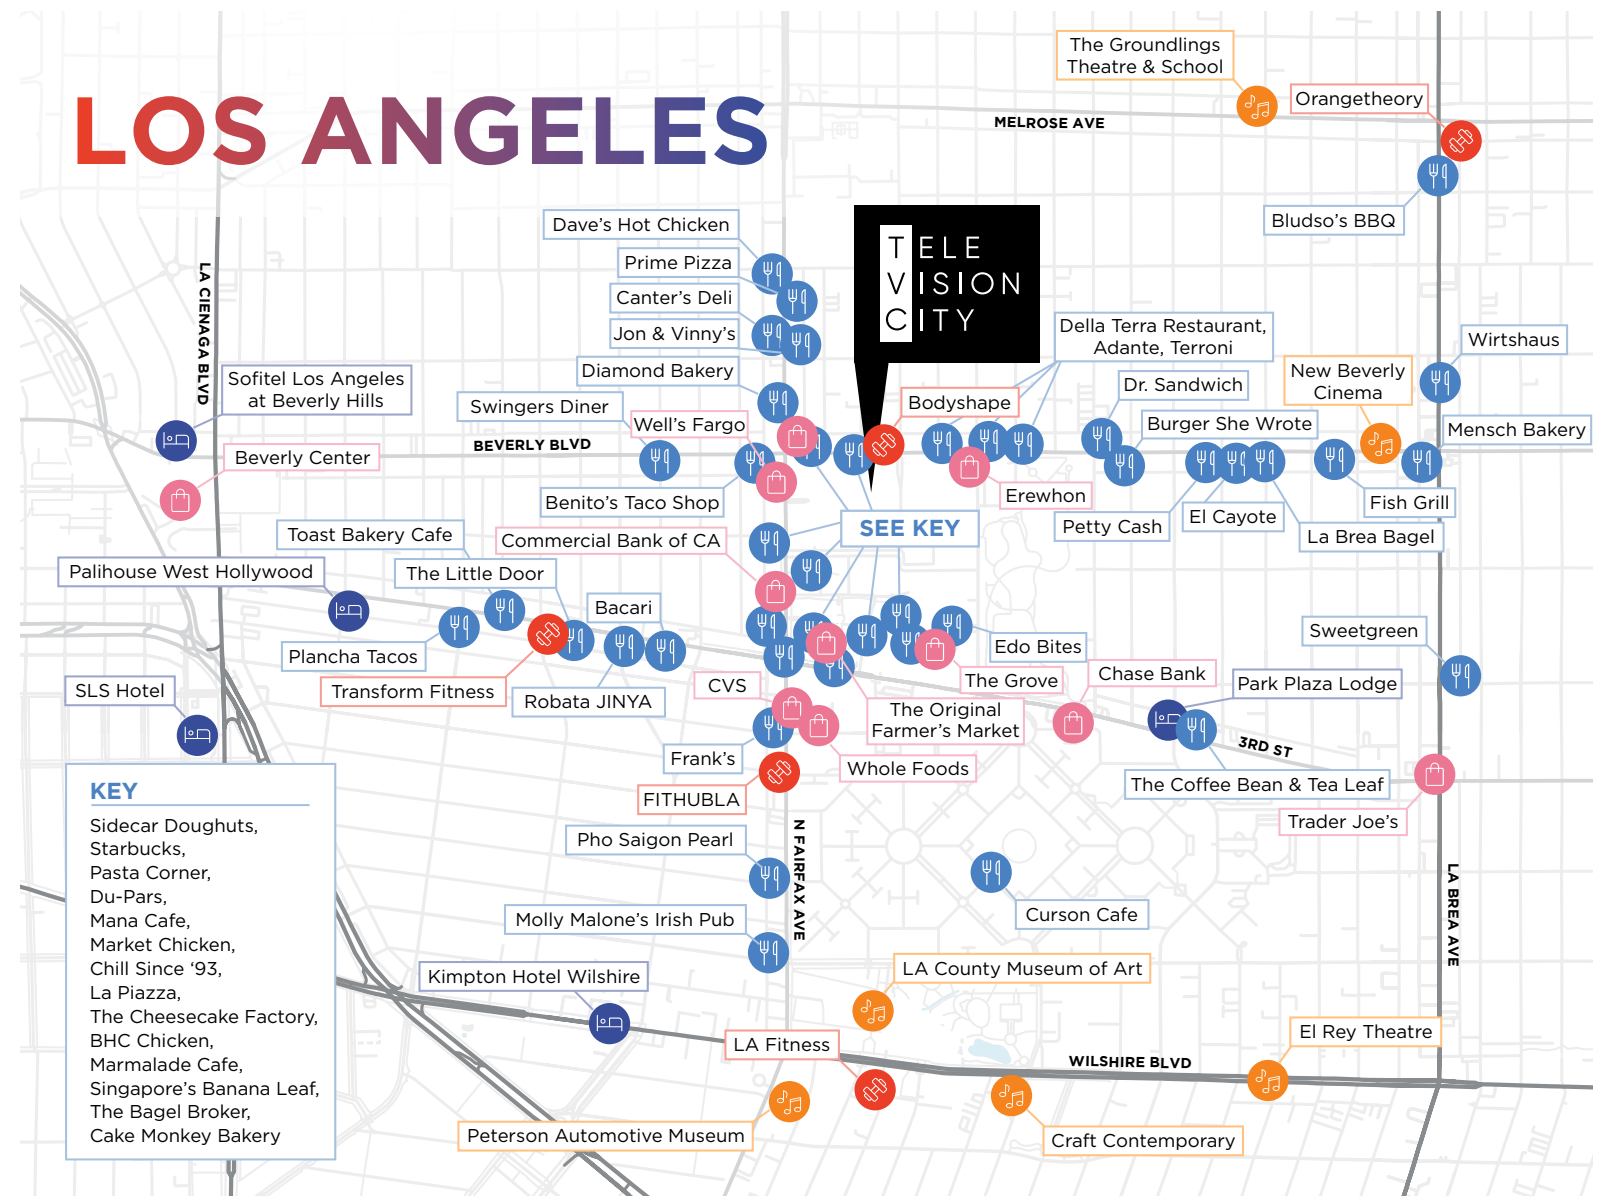 LOS ANGELES
The Groundlings
Theatre & School
Orangetheory
MELROSE AVE
Bludso's BBQ
Dave's Hot Chicken
Prime Pizza
Canter's Deli
Jon & Vinny's
Diamond Bakery
TELE
VISION
CITY
LA CIENAGA BLVD
Sofitel Los Angeles
at Beverly Hills
Swingers Diner
Well's Fargo
BEVERLY BLVD
Beverly Center
Benito's Taco Shop
Bodyshape
Della Terra Restaurant,
Adante, Terroni
Dr. Sandwich
Burger She Wrote
New Beverly
Cinema
Wirtshaus
Mensch Bakery
Erewhon
Petty Cash
El Cayote
La Brea Bagel
Fish Grill
SEE KEY
Toast Bakery Cafe
Commercial Bank of CA
Palihouse West Hollywood
The Little Door
Bacari
Plancha Tacos
Transform Fitness
Robata JINYA
SLS Hotel
CVS
Edo Bites
The Grove
The Original
Farmer's Market
Chase Bank
Sweetgreen
Park Plaza Lodge
3RD ST
Frank's
FITHUBLA
Whole Foods
The Coffee Bean & Tea Leaf
Trader Joe's
Pho Saigon Pearl
N FAIRFAX AVE
Molly Malone's Irish Pub
Curson Cafe
LA BREA AVE
Kimpton Hotel Wilshire
LA County Museum of Art
LA Fitness
WILSHIRE BLVD
El Rey Theatre
Peterson Automotive Museum
Craft Contemporary
KEY
Sidecar Doughuts,
Starbucks,
Pasta Corner,
Du-Pars,
Mana Cafe,
Market Chicken,
Chill Since ‘93,
La Piazza,
The Cheesecake Factory,
BHC Chicken,
Marmalade Cafe,
Singapore's Banana Leaf,
The Bagel Broker,
Cake Monkey Bakery